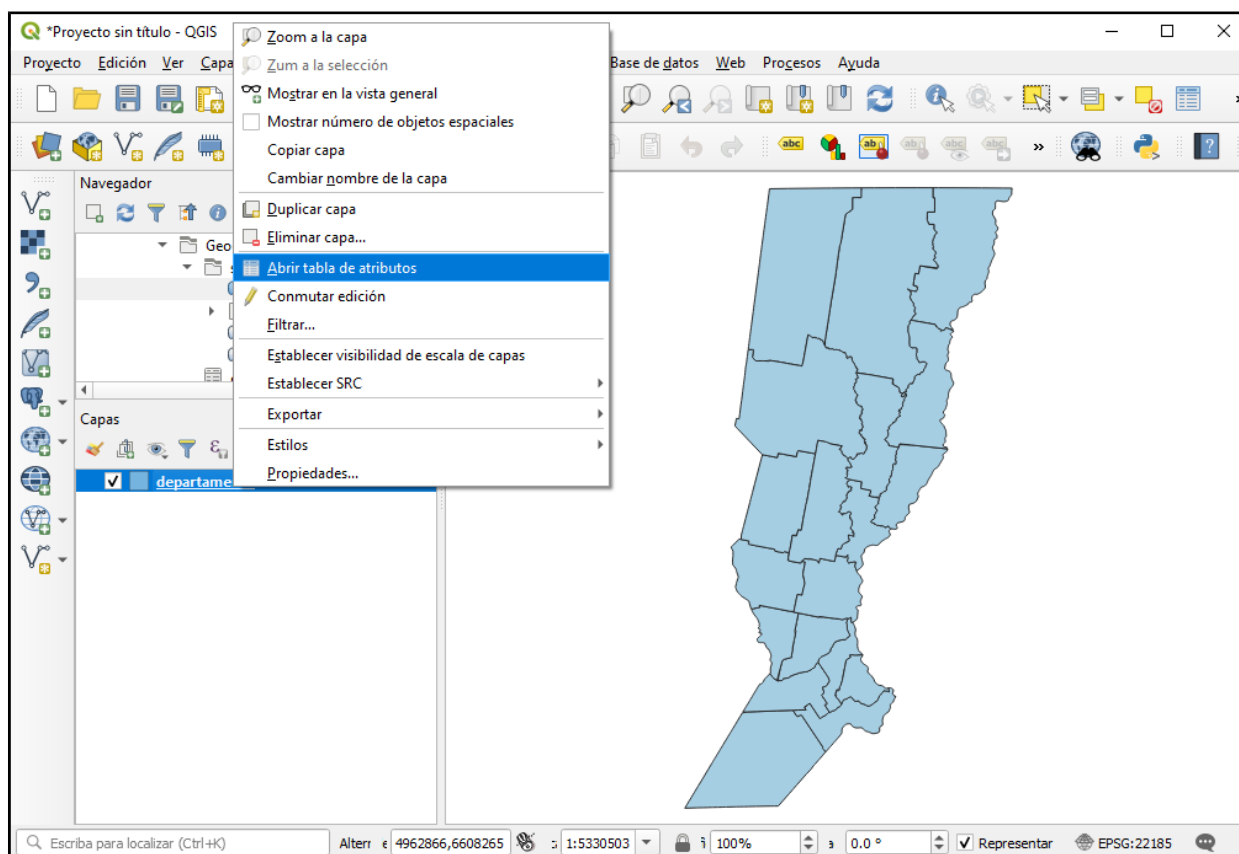 *Proyecto sin título - QGIS
Proyecto Edición Ver Capa Base de datos Web Procesos Ayuda
Zoom a la capa
Zum a la selección
Mostrar en la vista general
Mostrar número de objetos espaciales
Copiar capa
Cambiar nombre de la capa
Duplicar capa
Eliminar capa...
Abrir tabla de atributos
Conmutar edición
Filtrar...
Establecer visibilidad de escala de capas
Establecer SRC
Exportar
Estilos
Propiedades...
abc
»
Navegador
Geo
Capas
departame
Escriba para localizar (Ctrl+K) Alterr e 4962866,6608265 1:5330503 100% a 0.0 ° Representar EPSG:22185